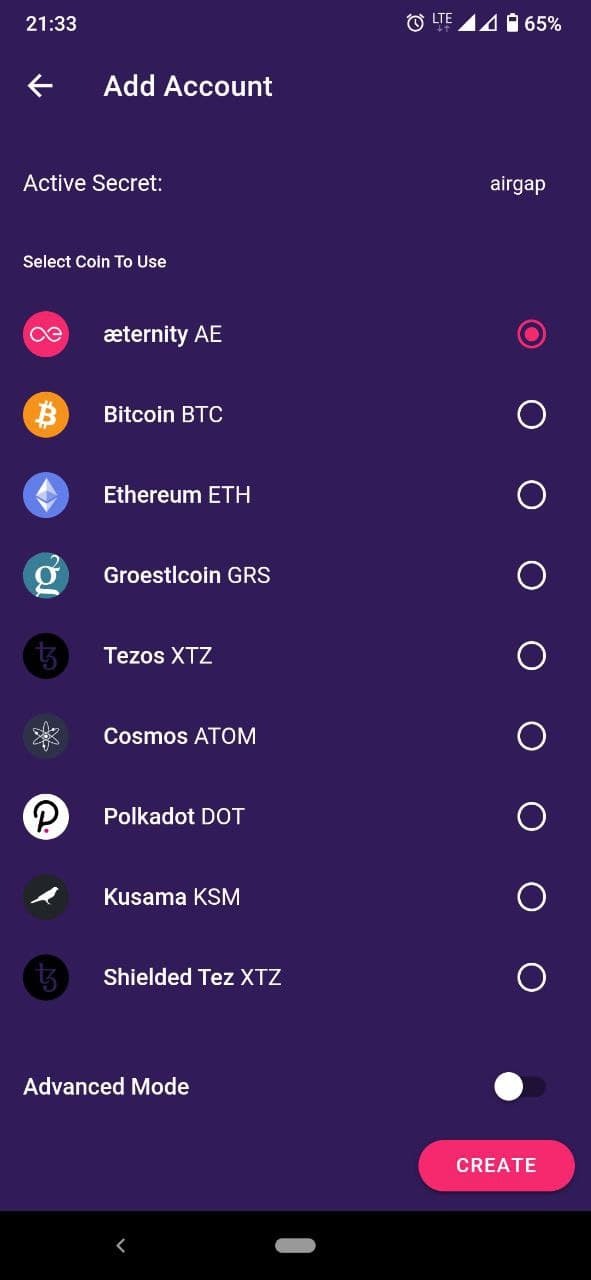 21:33 LTE 65%
Add Account
Active Secret: airgap
Select Coin To Use
æternity AE
Bitcoin BTC
Ethereum ETH
Groestlcoin GRS
Tezos XTZ
Cosmos ATOM
Polkadot DOT
Kusama KSM
Shielded Tez XTZ
Advanced Mode
CREATE